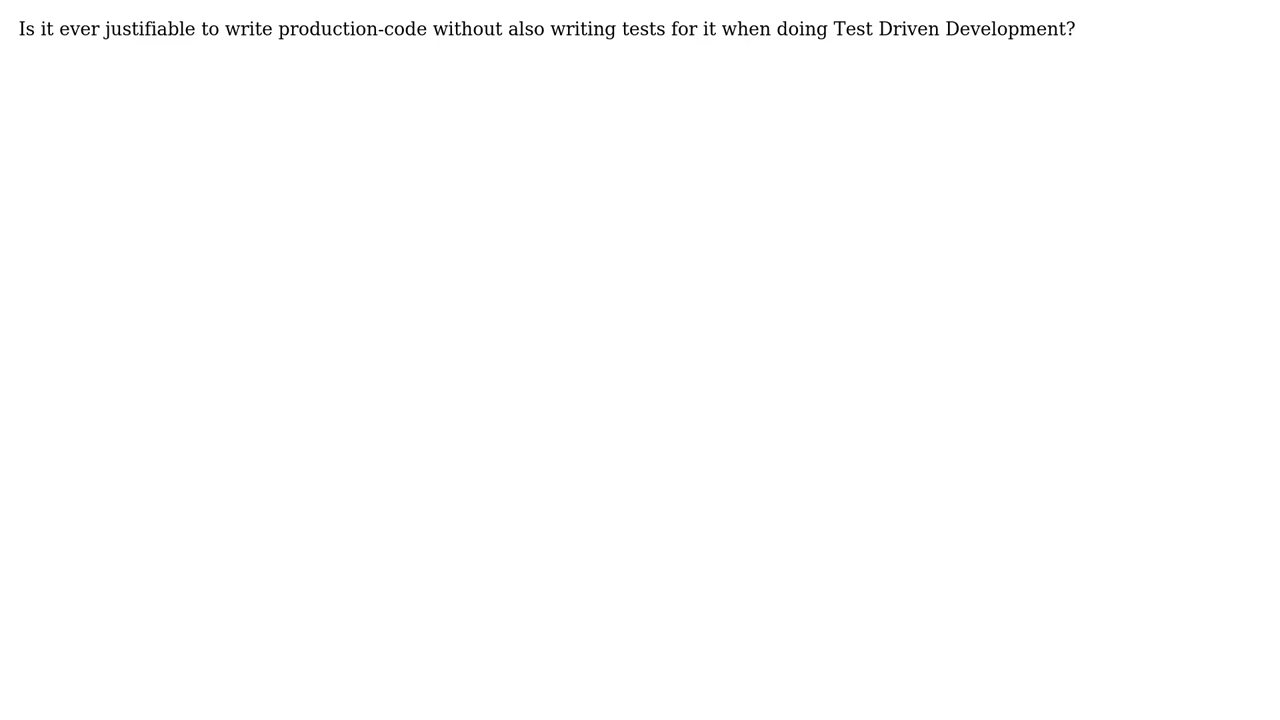 Is it ever justifiable to write production-code without also writing tests for it when doing Test Driven Development?